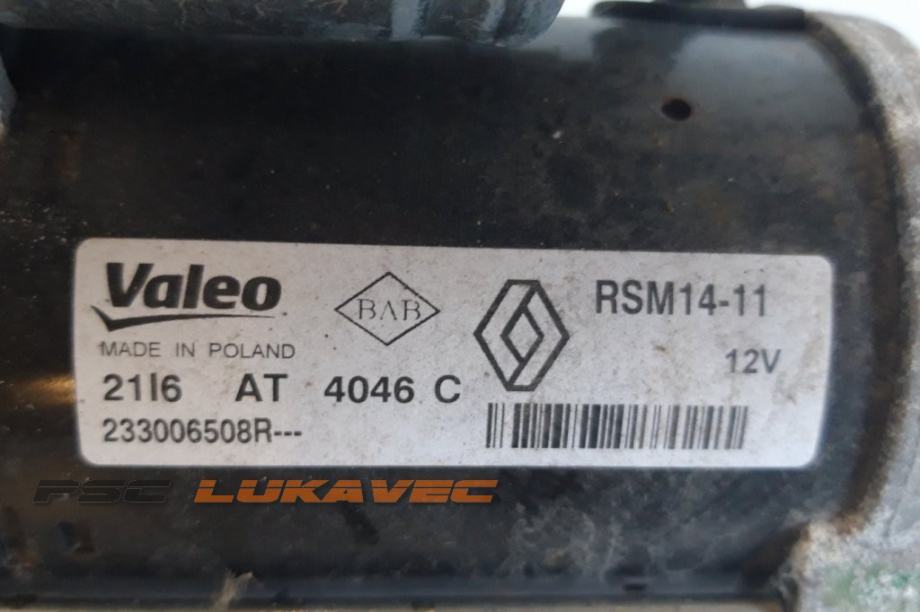 Valeo
BAB
RSM14-11
MADE IN POLAND
12V
21I6 AT 4046 C
233006508R---
PSC LUKAVEC